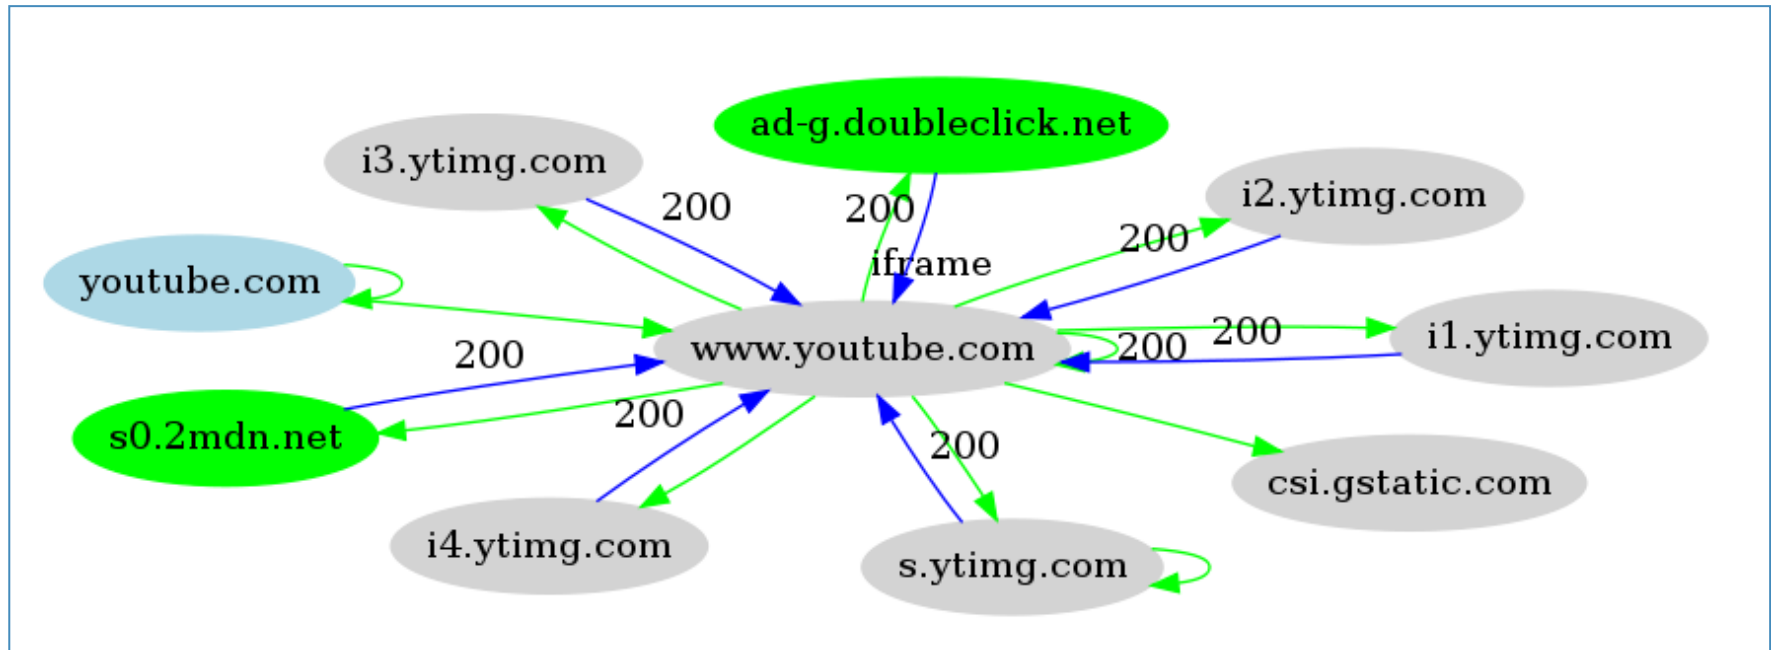 ad-g.doubleclick.net
i3.ytimg.com
i2.ytimg.com
200
200
200
iframe
youtube.com
www.youtube.com
200
200
i1.ytimg.com
200
s0.2mdn.net
200
200
csi.gstatic.com
i4.ytimg.com
s.ytimg.com